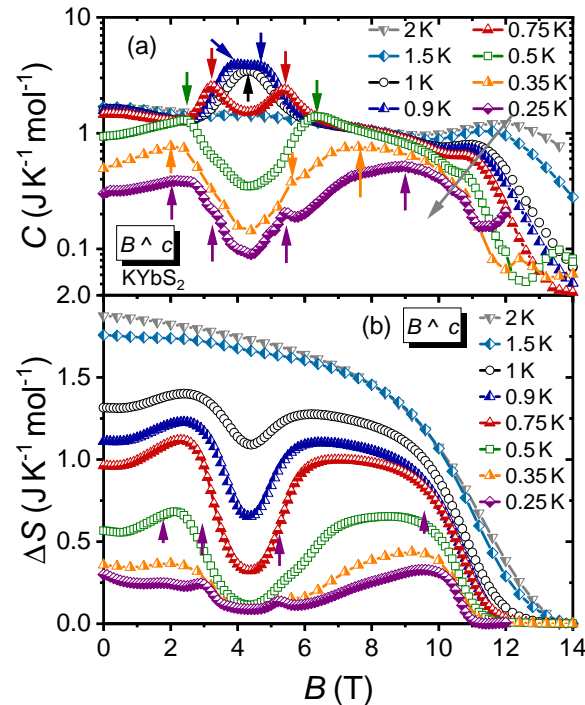 (a)
2 K
1.5 K
1 K
0.9 K
0.75 K
0.5 K
0.35 K
0.25 K
10
1
0.1
C (J K⁻¹ mol⁻¹)
B ^ c
KYbS₂
(b)
B ^ c
2 K
1.5 K
1 K
0.9 K
0.75 K
0.5 K
0.35 K
0.25 K
2.0
1.5
1.0
0.5
0.0
ΔS (J K⁻¹ mol⁻¹)
0 2 4 6 8 10 12 14
B (T)